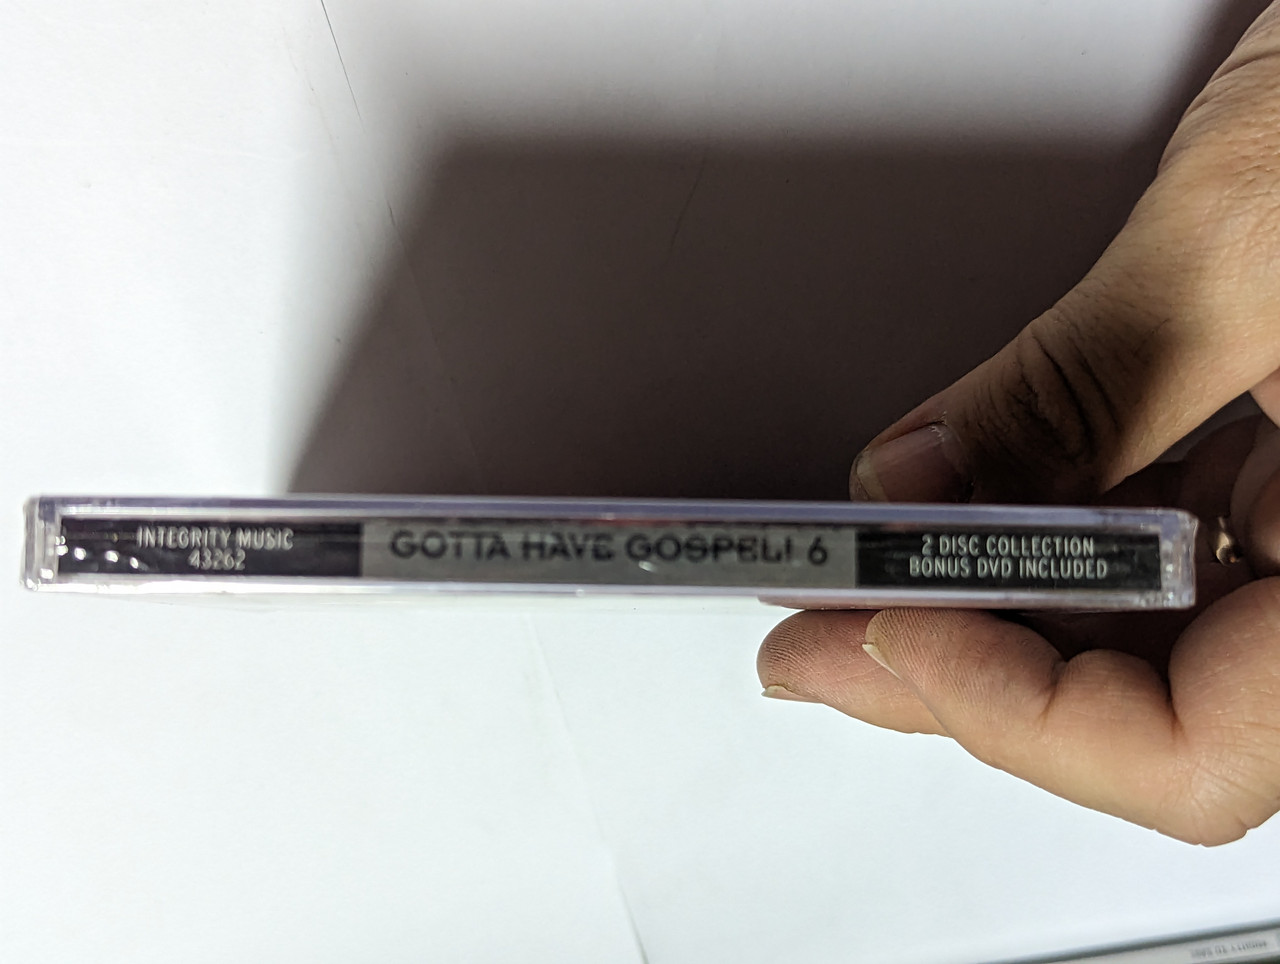 INTEGRITY MUSIC
43262
GOTTA HAVE GOSPEL! 6
2 DISC COLLECTION
BONUS DVD INCLUDED